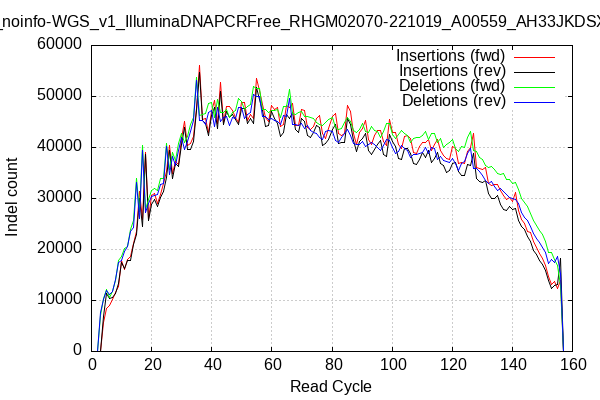 _noinfo-WGS_v1_IlluminaDNAPCRFree_RHGM02070-221019_A00559_AH33JKDSX
60000
50000
40000
30000
20000
10000
0
Indel count
Insertions (fwd)
Insertions (rev)
Deletions (fwd)
Deletions (rev)
0 20 40 60 80 100 120 140 160
Read Cycle